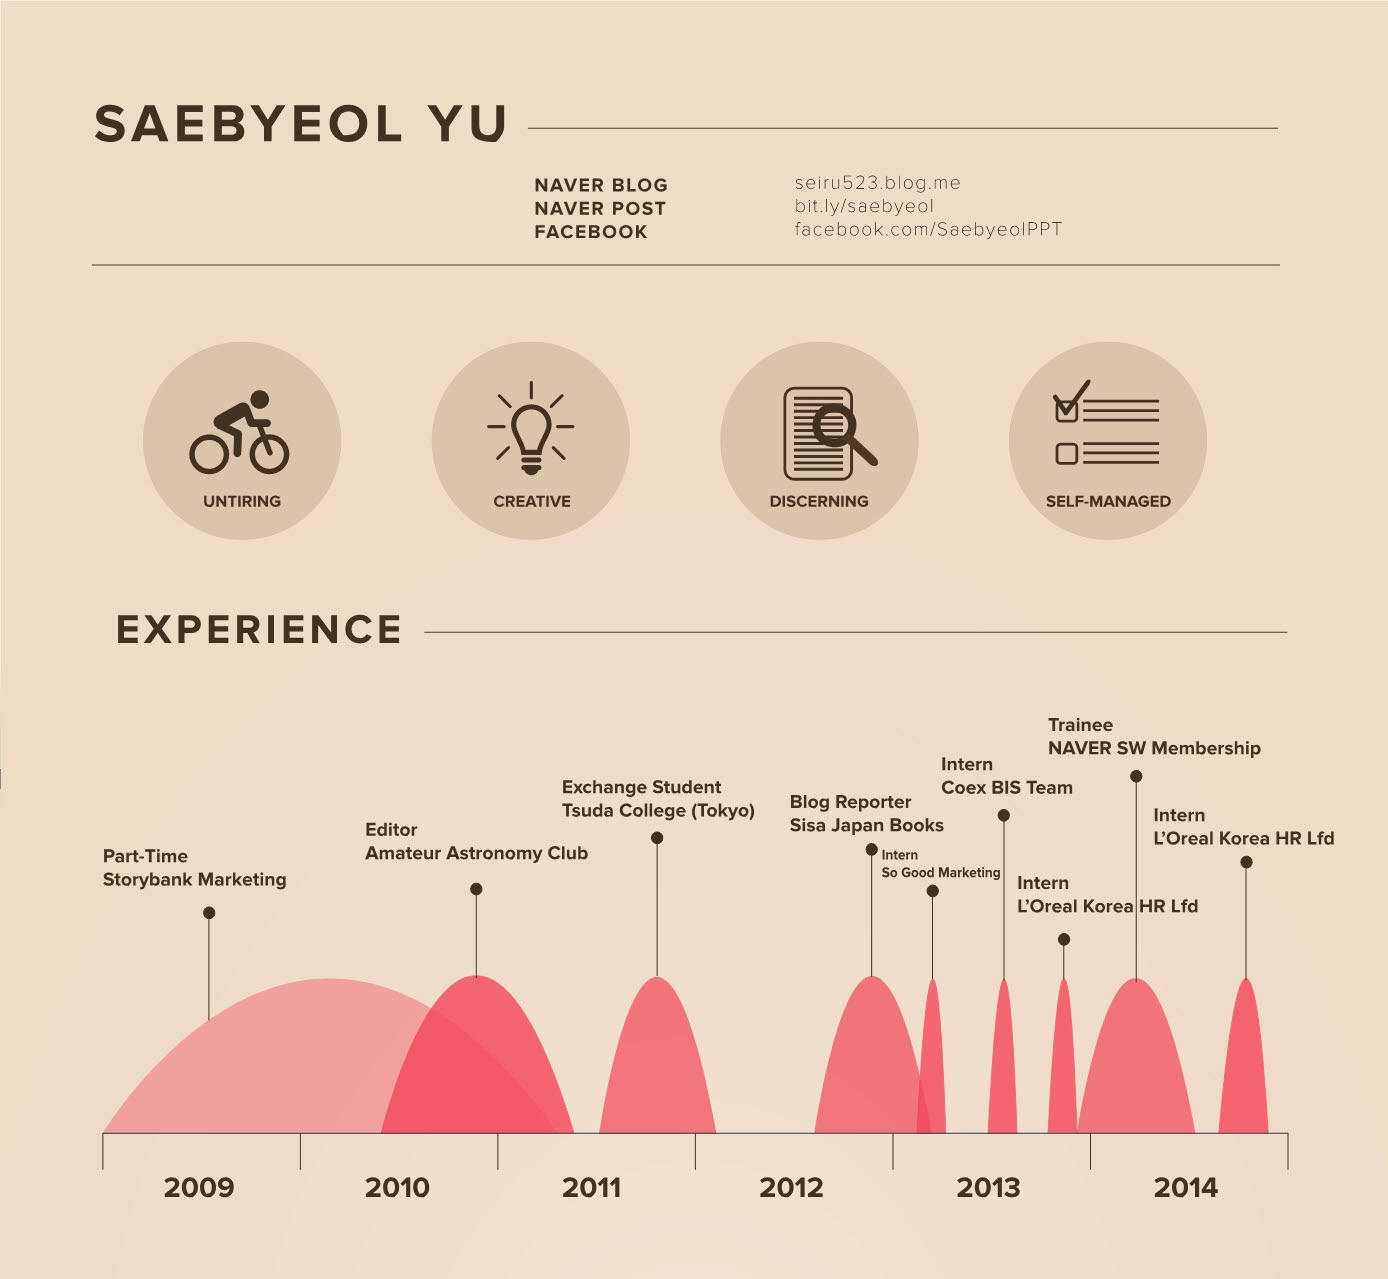 SAEBYEOL YU
NAVER BLOG seiru523.blog.me
NAVER POST bit.ly/saebyeol
FACEBOOK facebook.com/SaebyeolPPT
UNTIRING
CREATIVE
DISCERNING
SELF-MANAGED
EXPERIENCE
Part-Time
Storybank Marketing
Editor
Amateur Astronomy Club
Exchange Student
Tsuda College (Tokyo)
Blog Reporter
Sisa Japan Books
Intern
So Good Marketing
Intern
Coex BIS Team
Intern
L'Oreal Korea HR Lfd
Trainee
NAVER SW Membership
Intern
L'Oreal Korea HR Lfd
2009
2010
2011
2012
2013
2014